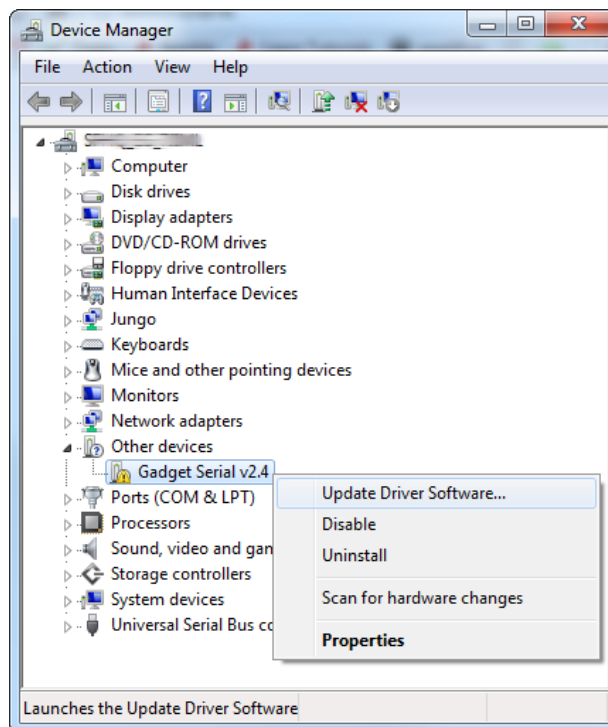 Device Manager
File Action View Help
Computer
Disk drives
Display adapters
DVD/CD-ROM drives
Floppy drive controllers
Human Interface Devices
Jungo
Keyboards
Mice and other pointing devices
Monitors
Network adapters
Other devices
Gadget Serial v2.4
Ports (COM & LPT)
Processors
Sound, video and gan
Storage controllers
System devices
Universal Serial Bus co
Update Driver Software...
Disable
Uninstall
Scan for hardware changes
Properties
Launches the Update Driver Software